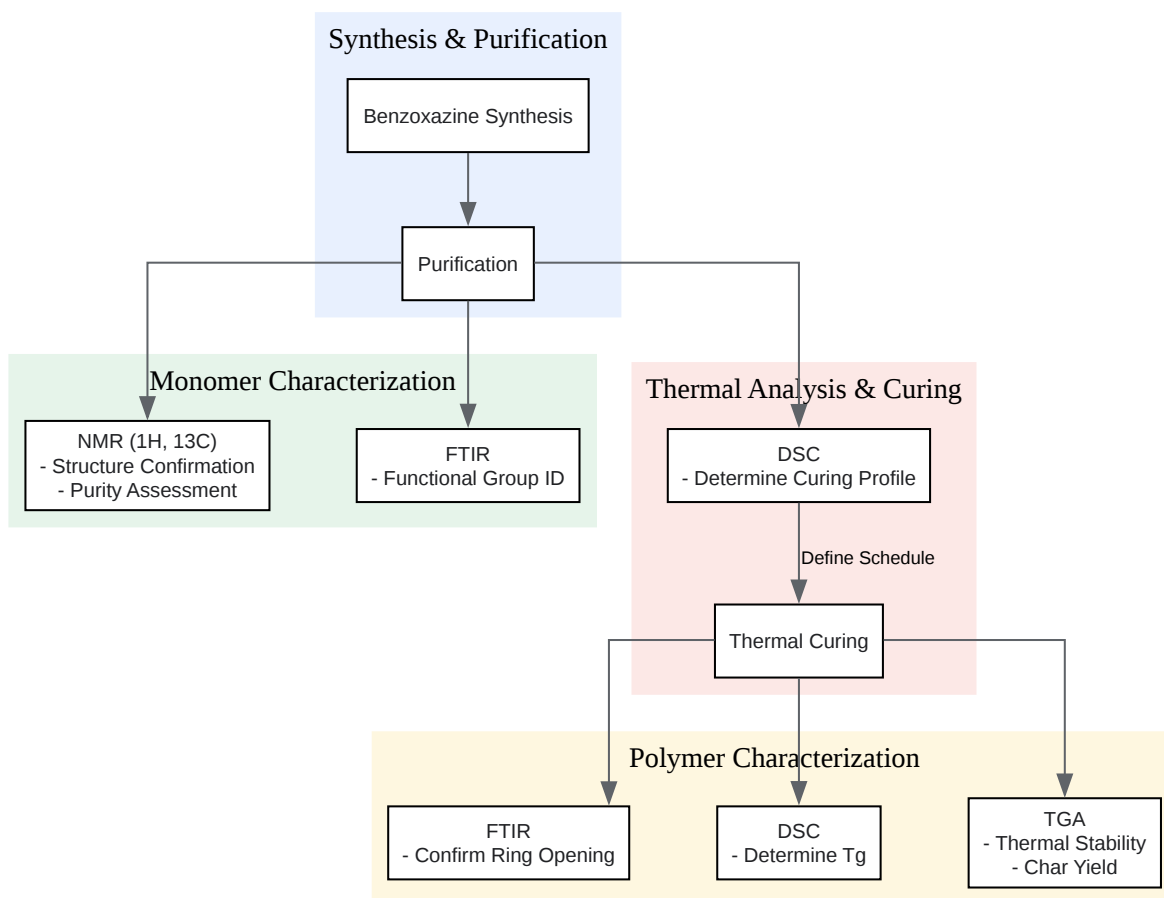 Synthesis & Purification
Benzoxazine Synthesis
Purification
Monomer Characterization
NMR (1H, 13C)
- Structure Confirmation
- Purity Assessment
FTIR
- Functional Group ID
Thermal Analysis & Curing
DSC
- Determine Curing Profile
Define Schedule
Thermal Curing
Polymer Characterization
FTIR
- Confirm Ring Opening
DSC
- Determine Tg
TGA
- Thermal Stability
- Char Yield